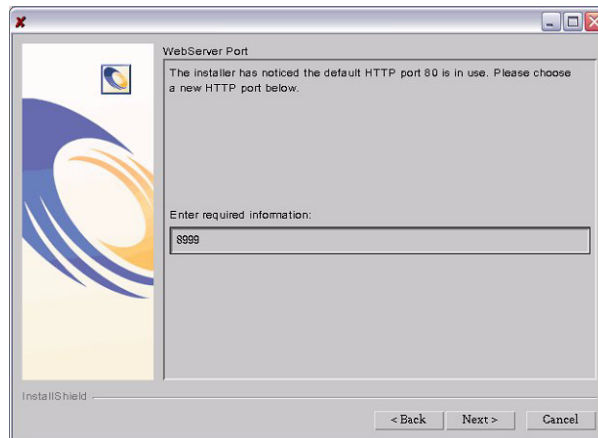 WebServer Port
The installer has noticed the default HTTP port 80 is in use. Please choose
a new HTTP port below.
Enter required information:
8999
InstallShield
< Back
Next >
Cancel